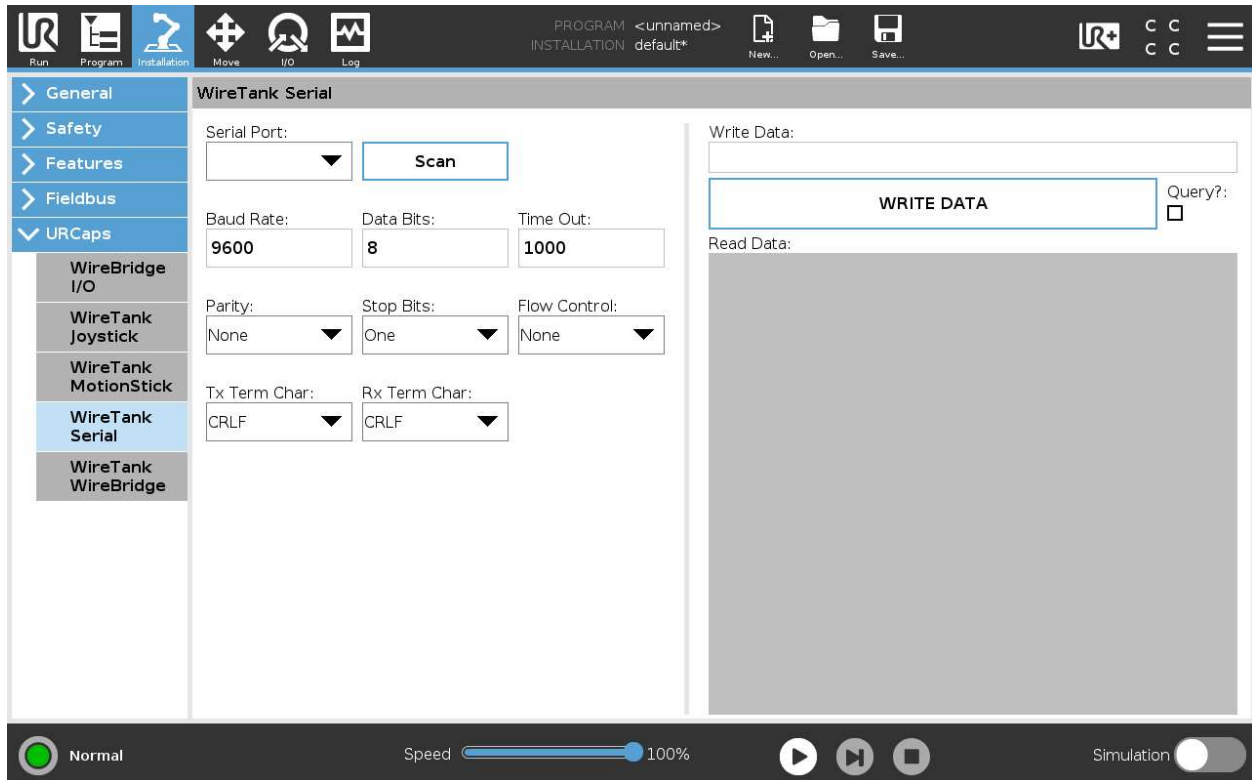 UR
UR+
PROGRAM <unnamed>
INSTALLATION default*
C C
C C
Run
Program
Installation
Move
I/O
Log
New...
Open...
Save...
General
Safety
Features
Fieldbus
URCaps
WireBridge
I/O
WireTank
Joystick
WireTank
MotionStick
WireTank
Serial
WireTank
WireBridge
WireTank Serial
Serial Port:
Scan
Baud Rate:
Data Bits:
Time Out:
9600
8
1000
Parity:
Stop Bits:
Flow Control:
None
One
None
Tx Term Char:
Rx Term Char:
CRLF
CRLF
Write Data:
WRITE DATA
Query?:
Read Data:
Normal
Speed
100%
Simulation